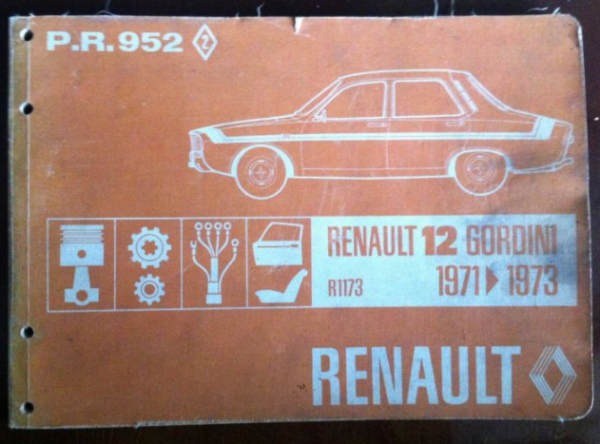 P.R. 952 2
RENAULT 12 GORDINI
R1173 1971 1973
RENAULT